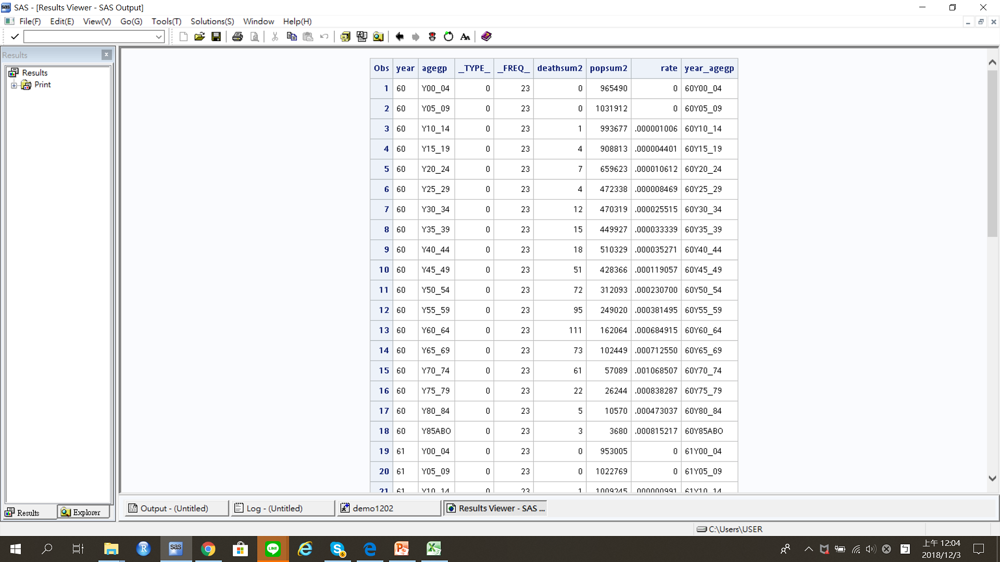 SAS - [Results Viewer - SAS Output]
File(F) Edit(E) View(V) Go(G) Tools(T) Solutions(S) Window Help(H)
Results
Results
Print
Obs year agegp _TYPE_ _FREQ_ deathsum2 popsum2 rate year_agegp
1 60 Y00_04 0 23 0 965490 0 60Y00_04
2 60 Y05_09 0 23 0 1031912 0 60Y05_09
3 60 Y10_14 0 23 1 993677 .000001006 60Y10_14
4 60 Y15_19 0 23 4 908813 .000004401 60Y15_19
5 60 Y20_24 0 23 7 659623 .000010612 60Y20_24
6 60 Y25_29 0 23 4 472338 .000008469 60Y25_29
7 60 Y30_34 0 23 12 470319 .000025515 60Y30_34
8 60 Y35_39 0 23 15 449927 .000033339 60Y35_39
9 60 Y40_44 0 23 18 510329 .000035271 60Y40_44
10 60 Y45_49 0 23 51 428366 .000119057 60Y45_49
11 60 Y50_54 0 23 72 312093 .000230700 60Y50_54
12 60 Y55_59 0 23 95 249020 .000381495 60Y55_59
13 60 Y60_64 0 23 111 162064 .000684915 60Y60_64
14 60 Y65_69 0 23 73 102449 .000712550 60Y65_69
15 60 Y70_74 0 23 61 57089 .001068507 60Y70_74
16 60 Y75_79 0 23 22 26244 .000838287 60Y75_79
17 60 Y80_84 0 23 5 10570 .000473037 60Y80_84
18 60 Y85ABO 0 23 3 3680 .000815217 60Y85ABO
19 61 Y00_04 0 23 0 953005 0 61Y00_04
20 61 Y05_09 0 23 0 1022769 0 61Y05_09
21 61 Y10_14 0 23 1 1009245 .000000991 61Y10_14
Results Explorer
Output - (Untitled) Log - (Untitled) demo1202 Results Viewer - SAS ...
C:\Users\USER
上午 12:04
2018/12/3